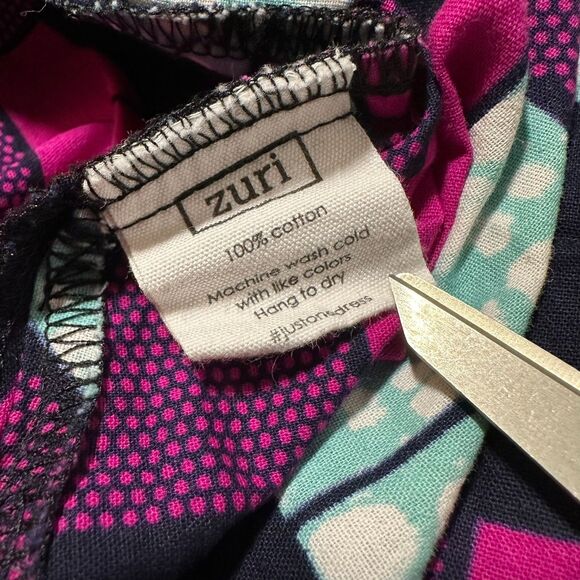 zuri
100% cotton
Machine wash cold
with like colors
Hang to dry
#justonedress